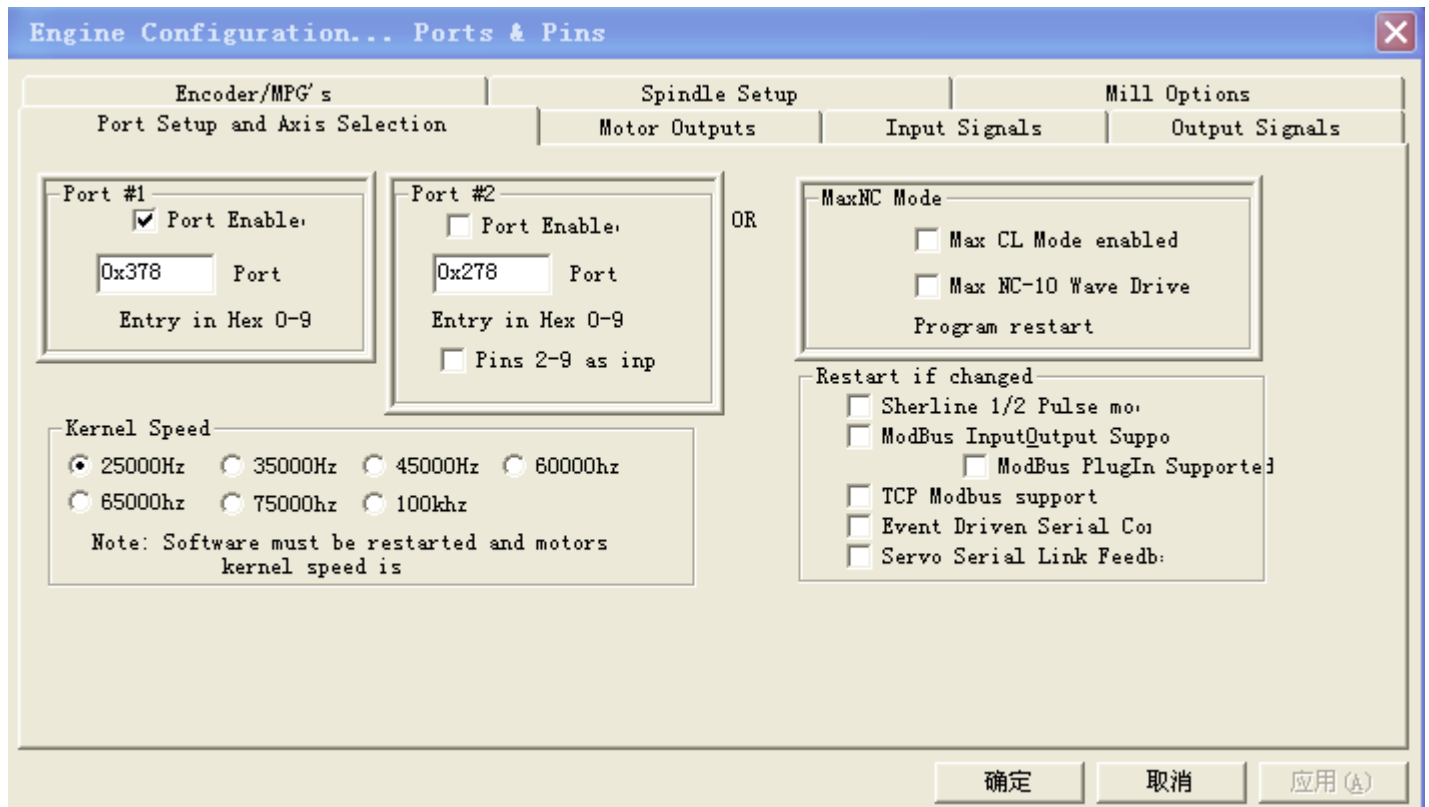 Engine Configuration... Ports & Pins
Encoder/MPG's Spindle Setup Mill Options
Port Setup and Axis Selection Motor Outputs Input Signals Output Signals
Port #1
Port Enable
0x378 Port
Entry in Hex 0-9
Port #2
Port Enable
0x278 Port
Entry in Hex 0-9
Pins 2-9 as inp
OR
MaxNC Mode
Max CL Mode enabled
Max NC-10 Wave Drive
Program restart
Restart if changed
Sherline 1/2 Pulse mo
ModBus InputOutput Suppo
ModBus PlugIn Supported
TCP Modbus support
Event Driven Serial Co
Servo Serial Link Feedb
Kernel Speed
25000Hz 35000Hz 45000Hz 60000hz
65000hz 75000hz 100khz
Note: Software must be restarted and motors
kernel speed is
确定 取消 应用(A)